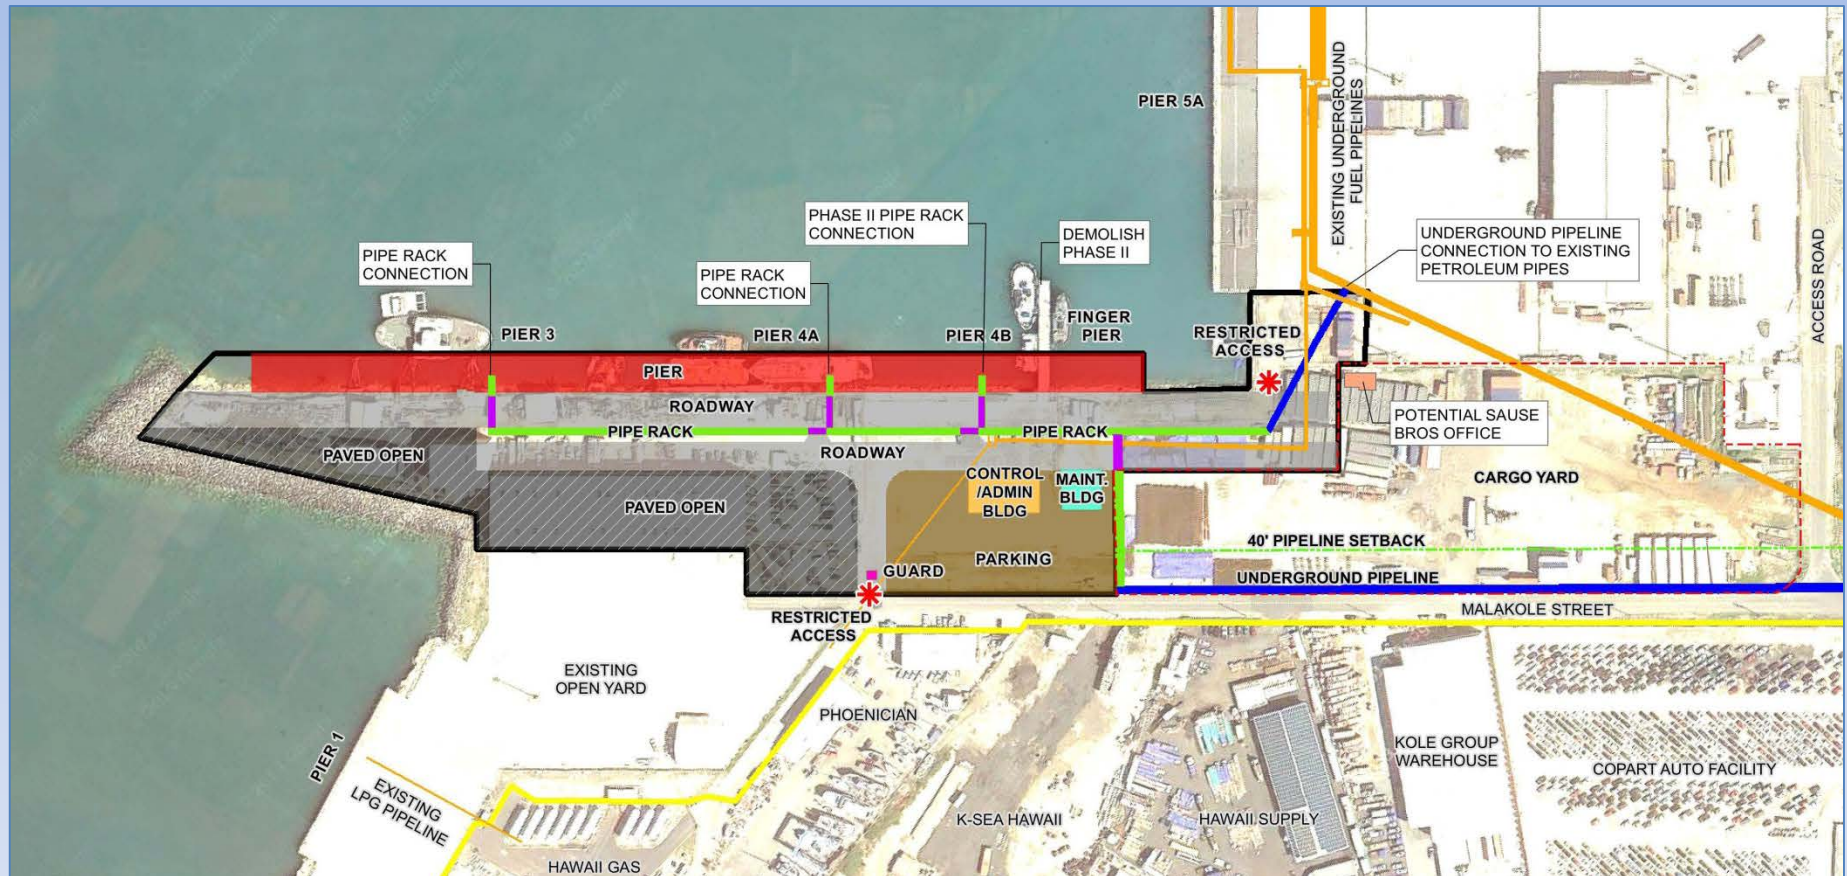 PIER 5A
EXISTING UNDERGROUND
FUEL PIPELINES
PHASE II PIPE RACK
CONNECTION
DEMOLISH
PHASE II
UNDERGROUND PIPELINE
CONNECTION TO EXISTING
PETROLEUM PIPES
ACCESS ROAD
PIPE RACK
CONNECTION
PIPE RACK
CONNECTION
PIER 3
PIER 4A
PIER 4B
FINGER
PIER
RESTRICTED
ACCESS
PIER
ROADWAY
POTENTIAL SAUSE
BROS OFFICE
PIPE RACK
PIPE RACK
PAVED OPEN
ROADWAY
CONTROL
/ADMIN
BLDG
MAINT.
BLDG
CARGO YARD
PAVED OPEN
40' PIPELINE SETBACK
PARKING
GUARD
UNDERGROUND PIPELINE
MALAKOLE STREET
RESTRICTED
ACCESS
EXISTING
OPEN YARD
PHOENICIAN
PIER 1
KOLE GROUP
WAREHOUSE
COPART AUTO FACILITY
EXISTING
LPG PIPELINE
K-SEA HAWAII
HAWAII SUPPLY
HAWAII GAS